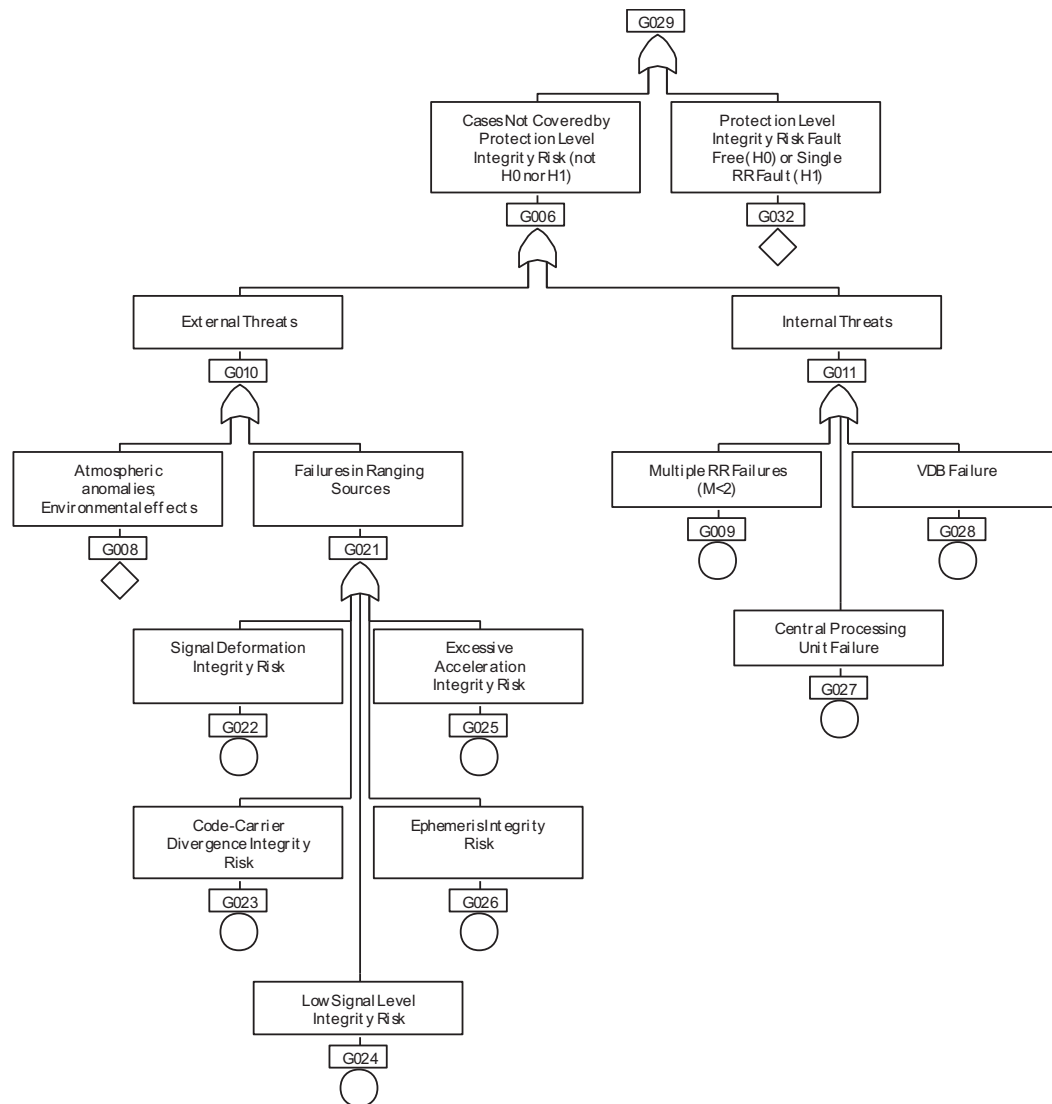 G029
Cases Not Covered by
Protection Level
Integrity Risk (not
H0 nor H1)
G006
Protection Level
Integrity Risk Fault
Free (H0) or Single
RR Fault (H1)
G032
External Threats
G010
Internal Threats
G011
Atmospheric
anomalies;
Environmental effects
G008
Failures in Ranging
Sources
G021
Multiple RR Failures
(M<2)
G009
VDB Failure
G028
Signal Deformation
Integrity Risk
G022
Excessive
Acceleration
Integrity Risk
G025
Central Processing
Unit Failure
G027
Code-Carrier
Divergence Integrity
Risk
G023
Ephemeris Integrity
Risk
G026
Low Signal Level
Integrity Risk
G024